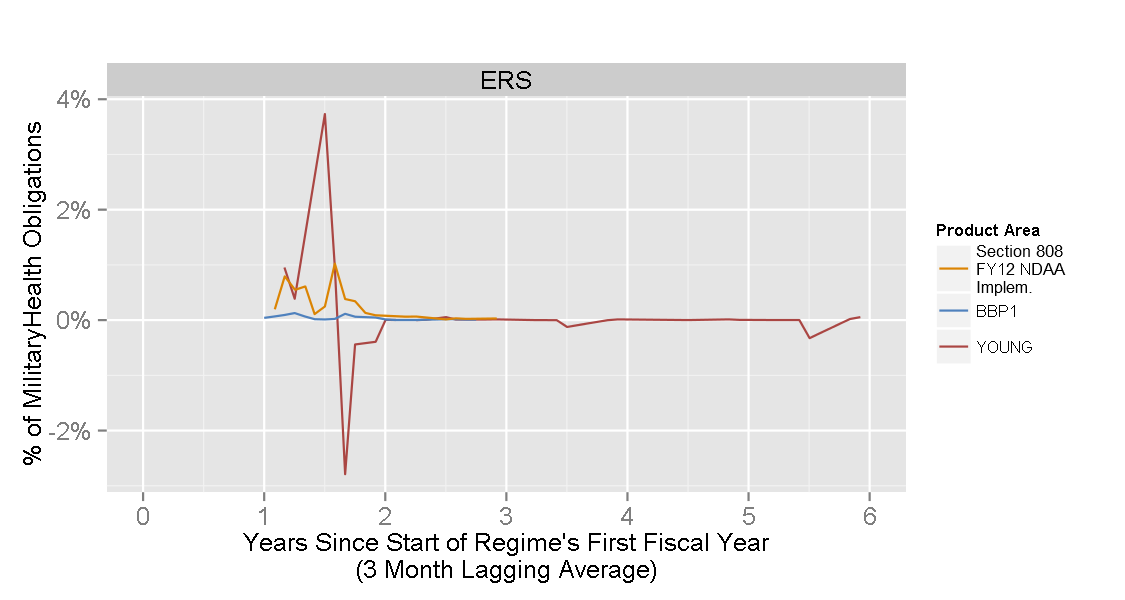 ERS
4%
2%
0%
-2%
% of MilitaryHealth Obligations
0 1 2 3 4 5 6
Years Since Start of Regime's First Fiscal Year
(3 Month Lagging Average)
Product Area
Section 808
FY12 NDAA
Implem.
BBP1
YOUNG